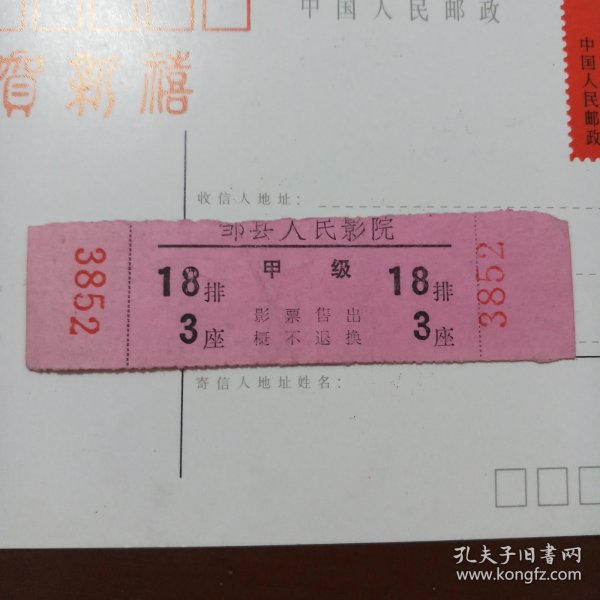 中国人民邮政
贺新禧
中国人民邮政
收信人地址：
邹县人民影院
3852
甲 级
18排
3座
影票售出
概不退换
18排
3座
3852
寄信人地址姓名：
孔夫子旧书网
www.kongfz.com